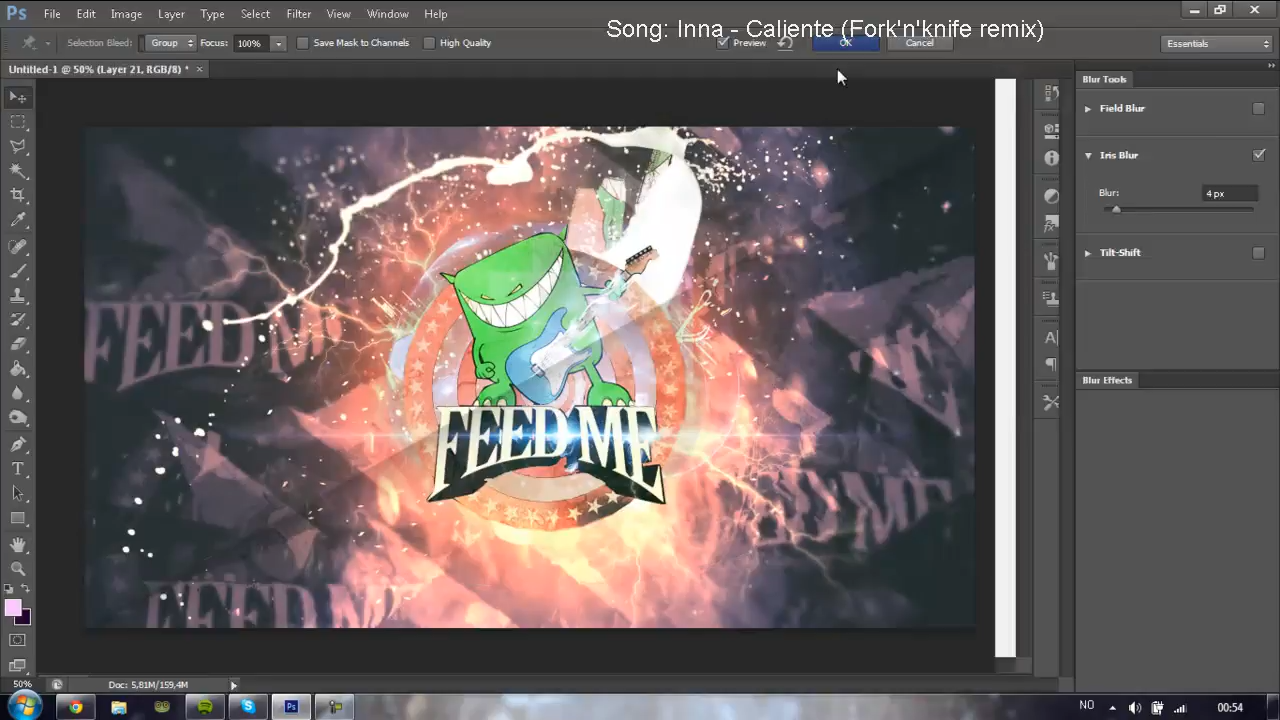 Ps File Edit Image Layer Type Select Filter View Window Help
Song: Inna - Caliente (Fork'n'knife remix)
Selection Bleed: Group Focus: 100% Save Mask to Channels High Quality Preview OK Cancel Essentials
Untitled-1 @ 50% (Layer 21, RGB/8) *
Blur Tools
Field Blur
Iris Blur
Blur: 4 px
Tilt-Shift
Blur Effects
FEED ME
FEED ME
FEED ME
FEED ME
50% Doc: 5,81M/159,4M
NO 00:54